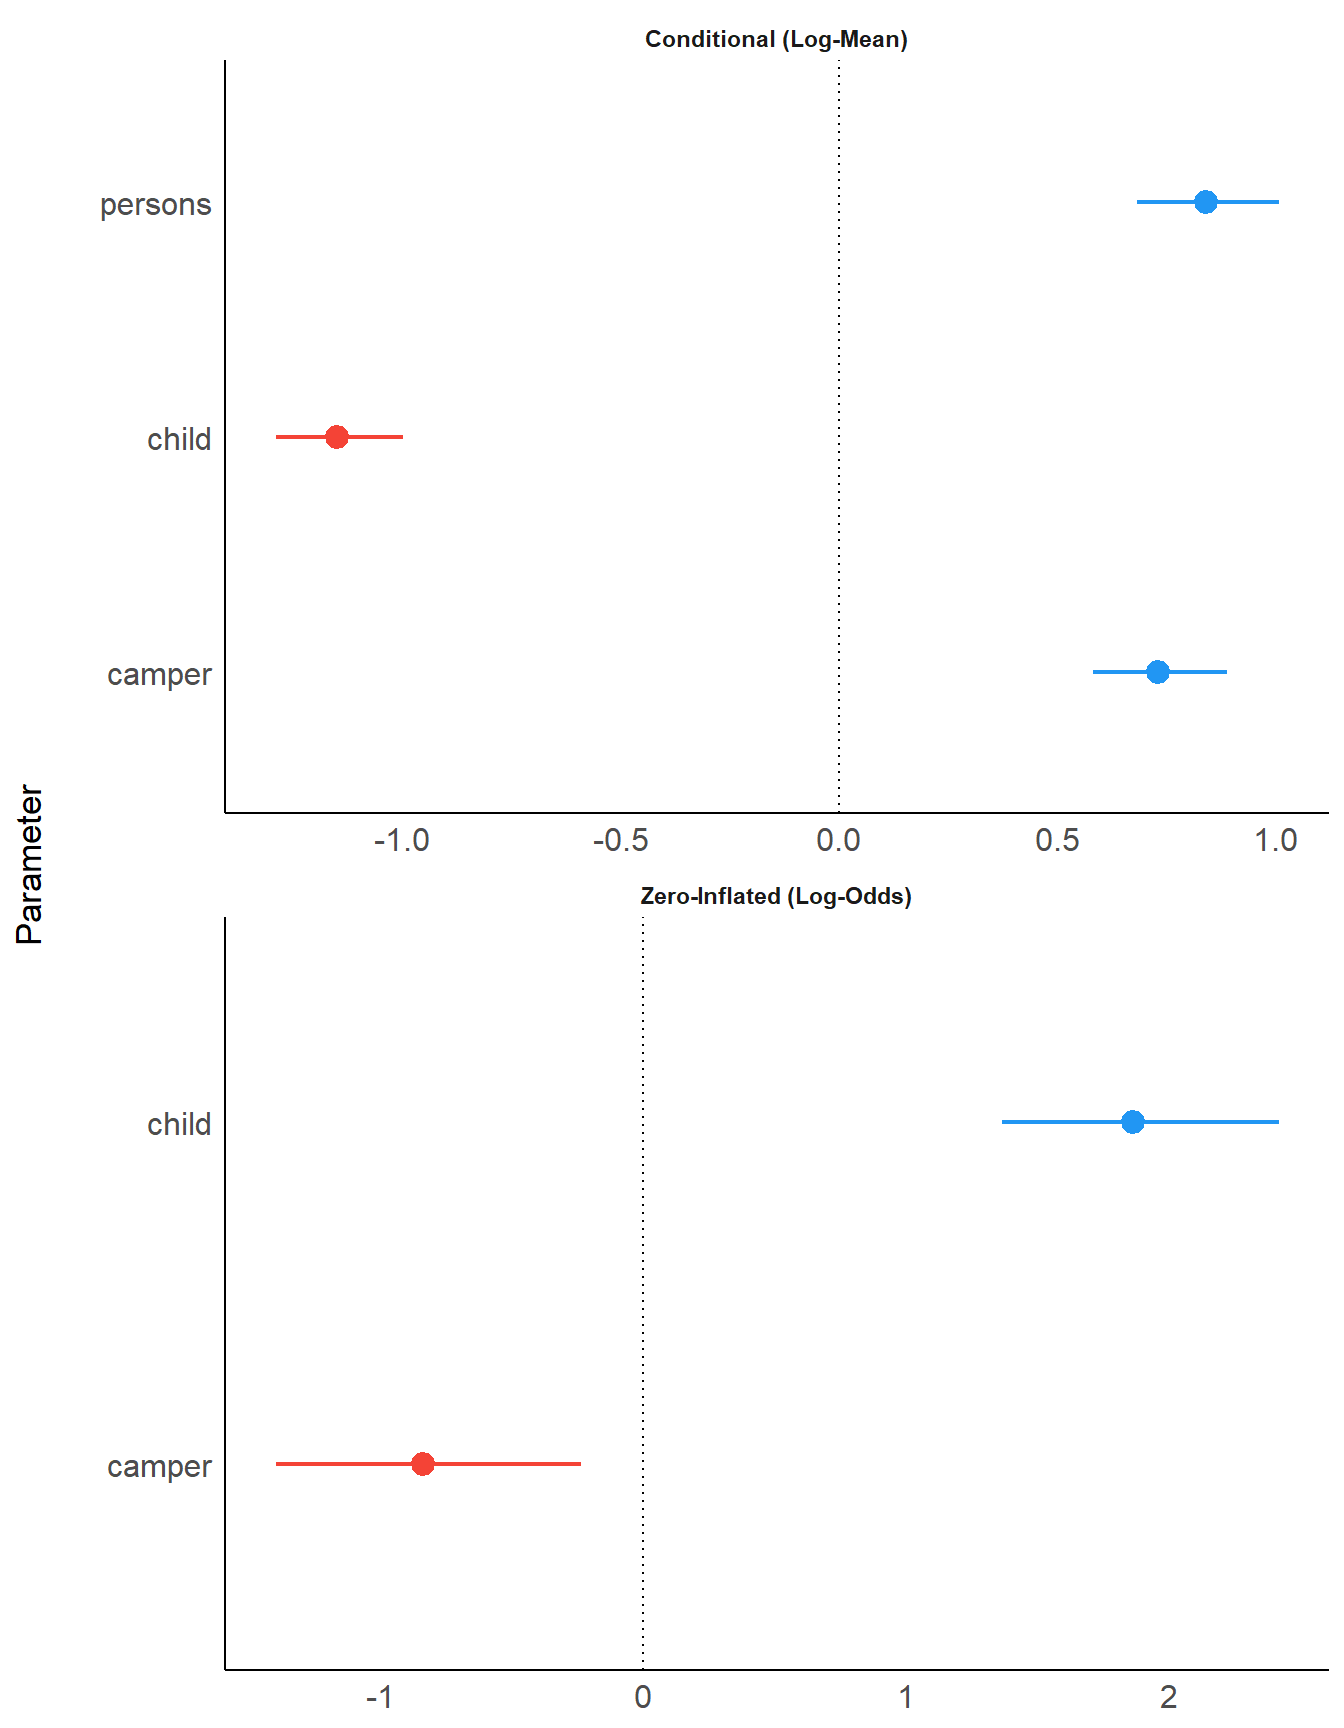 Conditional (Log-Mean)
persons
child
camper
-1.0 -0.5 0.0 0.5 1.0
Parameter
Zero-Inflated (Log-Odds)
child
camper
-1 0 1 2